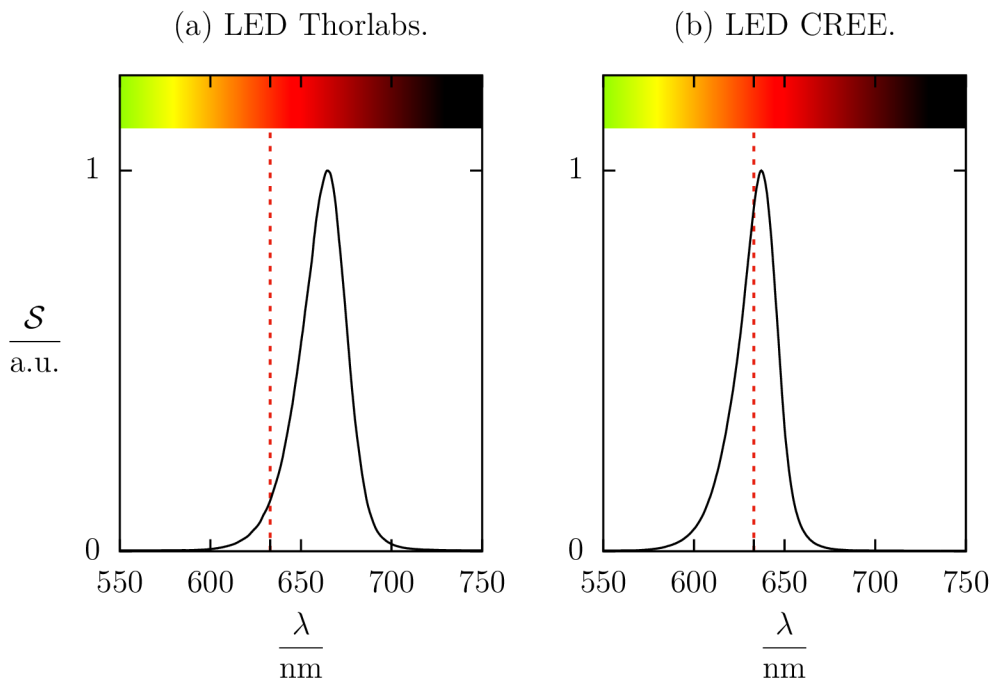 (a) LED Thorlabs.
(b) LED CREE.
1
1
𝒮
a.u.
0
0
550 600 650 700 750
550 600 650 700 750
λ
nm
λ
nm